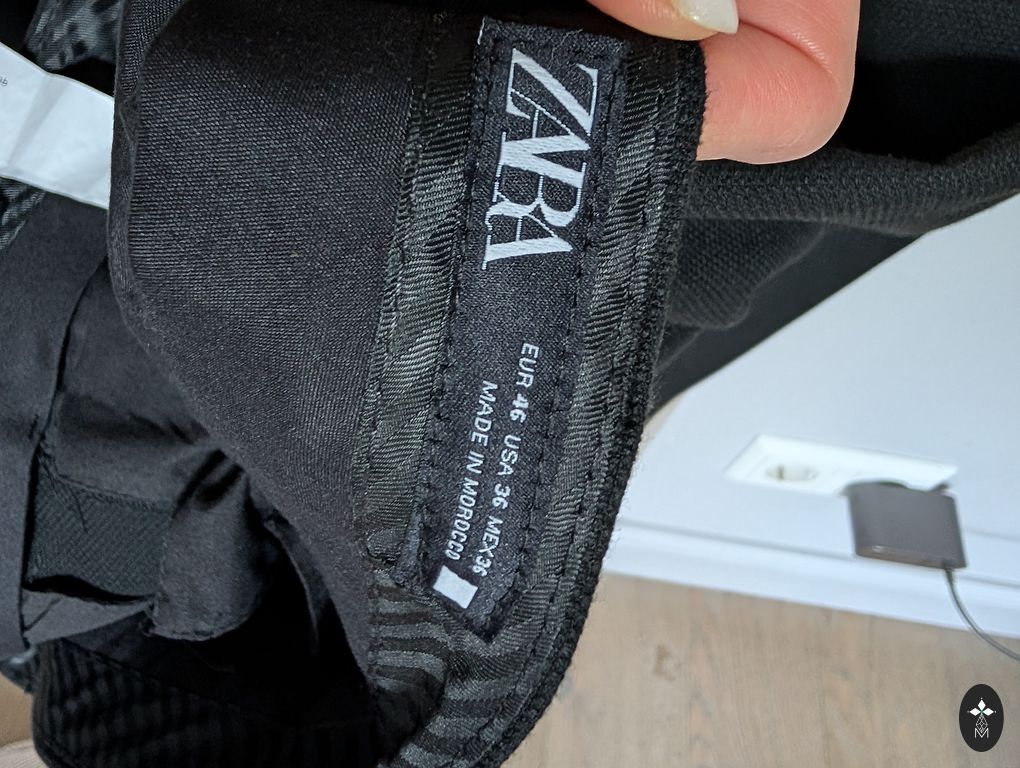 ZARA
EUR 46 USA 36 MEX 36
MADE IN MOROCCO